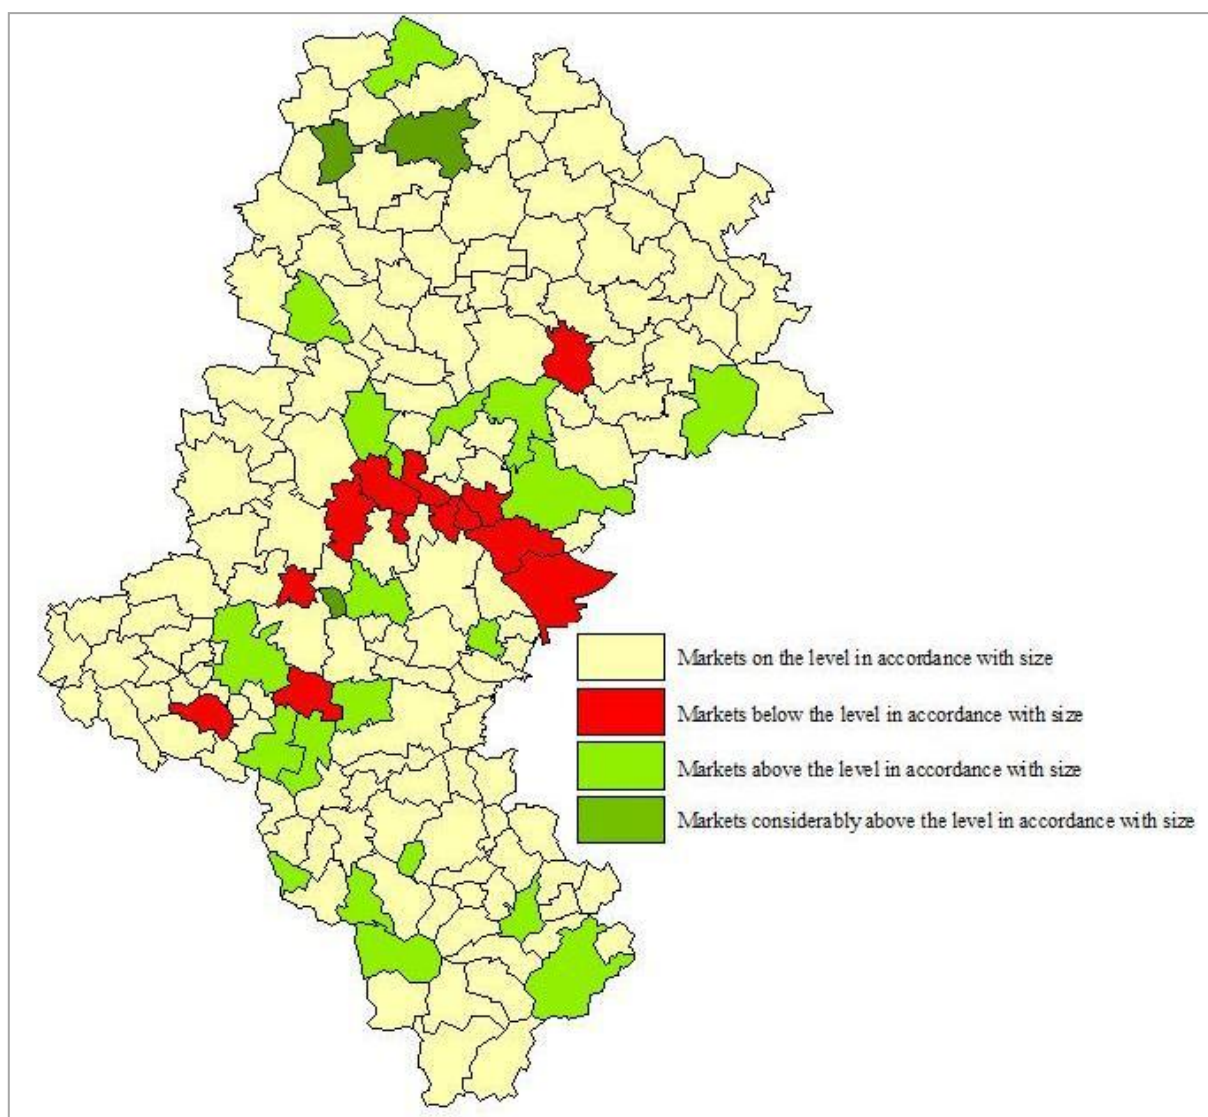 Markets on the level in accordance with size
Markets below the level in accordance with size
Markets above the level in accordance with size
Markets considerably above the level in accordance with size